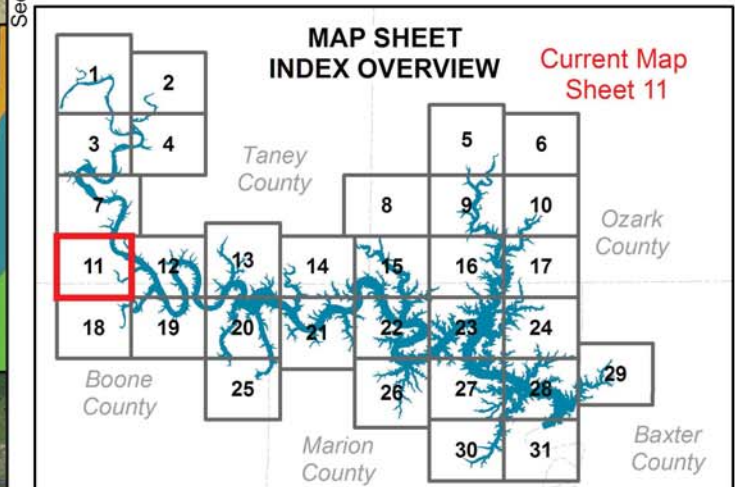 See
MAP SHEET
INDEX OVERVIEW
Current Map
Sheet 11
1
2
3
4
Taney
County
5
6
7
8
9
10
Ozark
County
11
12
13
14
15
16
17
18
19
20
21
22
23
24
Boone
County
25
26
27
28
29
Marion
County
30
31
Baxter
County